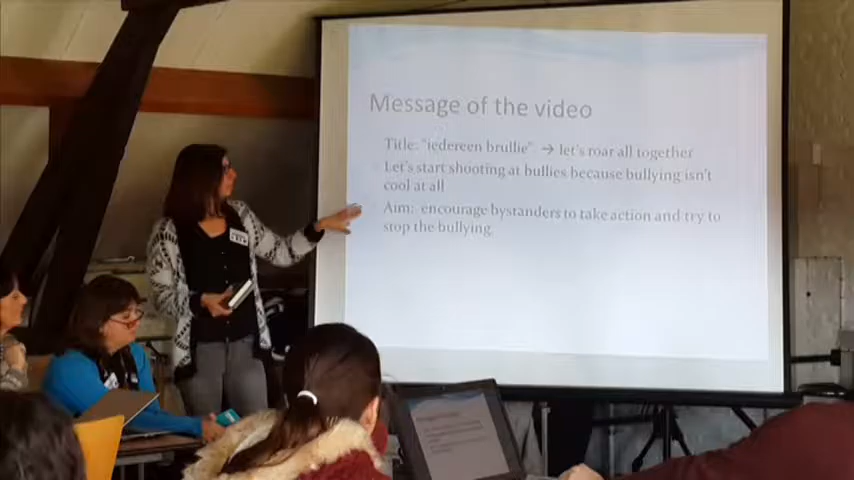 Message of the video
Title: "iedereen brullie" → let's roar all together
Let's start shooting at bullies because bullying isn't
cool at all
Aim: encourage bystanders to take action and try to
stop the bullying.